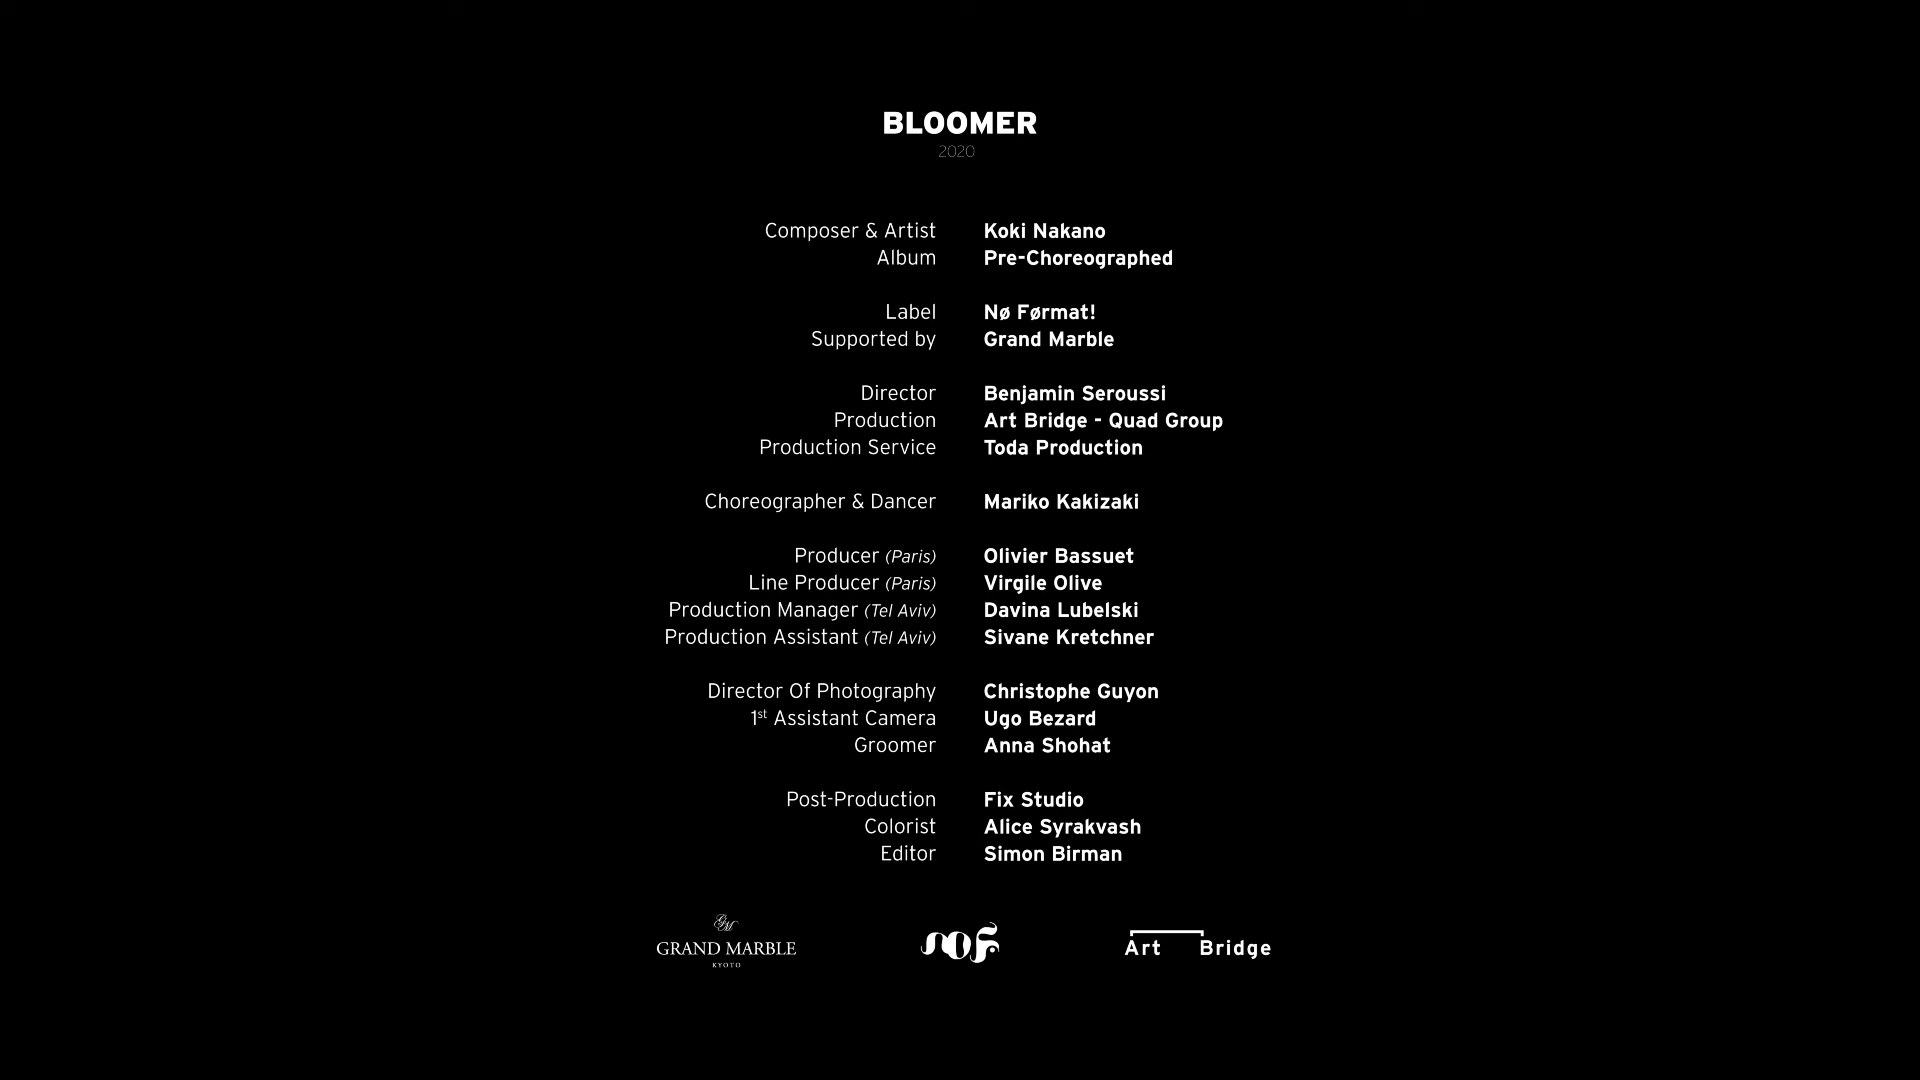 BLOOMER
2020
Composer & Artist Koki Nakano
Album Pre-Choreographed
Label Nø Førmat!
Supported by Grand Marble
Director Benjamin Seroussi
Production Art Bridge - Quad Group
Production Service Toda Production
Choreographer & Dancer Mariko Kakizaki
Producer (Paris) Olivier Bassuet
Line Producer (Paris) Virgile Olive
Production Manager (Tel Aviv) Davina Lubelski
Production Assistant (Tel Aviv) Sivane Kretchner
Director Of Photography Christophe Guyon
1st Assistant Camera Ugo Bezard
Groomer Anna Shohat
Post-Production Fix Studio
Colorist Alice Syrakvash
Editor Simon Birman
GM
GRAND MARBLE
KYOTO
noF
Art Bridge